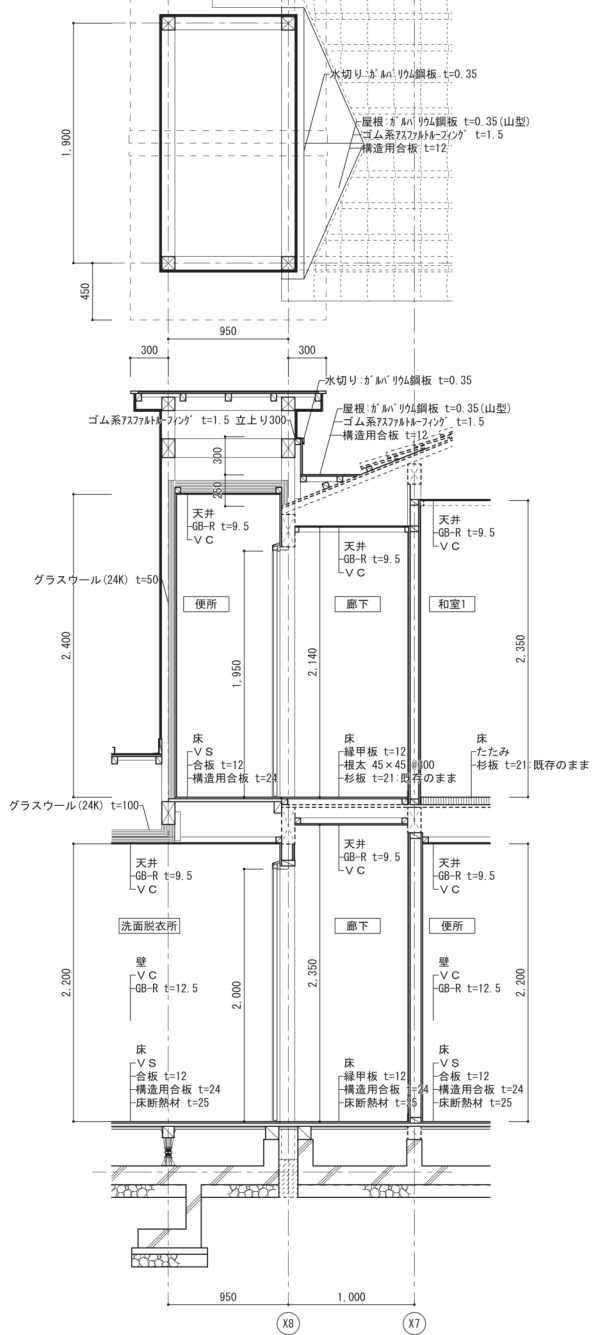 水切り:ガルバリウム鋼板 t=0.35
屋根:ガルバリウム鋼板 t=0.35(山型)
ゴム系アスファルトルーフィング t=1.5
構造用合板 t=12
1,900
450
950
300
300
水切り:ガルバリウム鋼板 t=0.35
屋根:ガルバリウム鋼板 t=0.35(山型)
ゴム系アスファルトルーフィング t=1.5 立上り300
ゴム系アスファルトルーフィング t=1.5
構造用合板 t=12
300
250
天井
GB-R t=9.5
VC
天井
GB-R t=9.5
VC
天井
GB-R t=9.5
VC
グラスウール(24K) t=50
便所
廊下
和室1
2,400
1,950
2,140
2,350
床
VS
合板 t=12
構造用合板 t=24
床
縁甲板 t=12
根太 45×45 @300
杉板 t=21:既存のまま
床
たたみ
杉板 t=21:既存のまま
グラスウール(24K) t=100
天井
GB-R t=9.5
VC
天井
GB-R t=9.5
VC
天井
GB-R t=9.5
VC
洗面脱衣所
廊下
便所
壁
VC
GB-R t=12.5
壁
VC
GB-R t=12.5
2,200
2,000
2,350
2,200
床
VS
合板 t=12
構造用合板 t=24
床断熱材 t=25
床
縁甲板 t=12
構造用合板 t=24
床断熱材 t=25
床
VS
合板 t=12
構造用合板 t=24
床断熱材 t=25
950
1,000
X8
X7